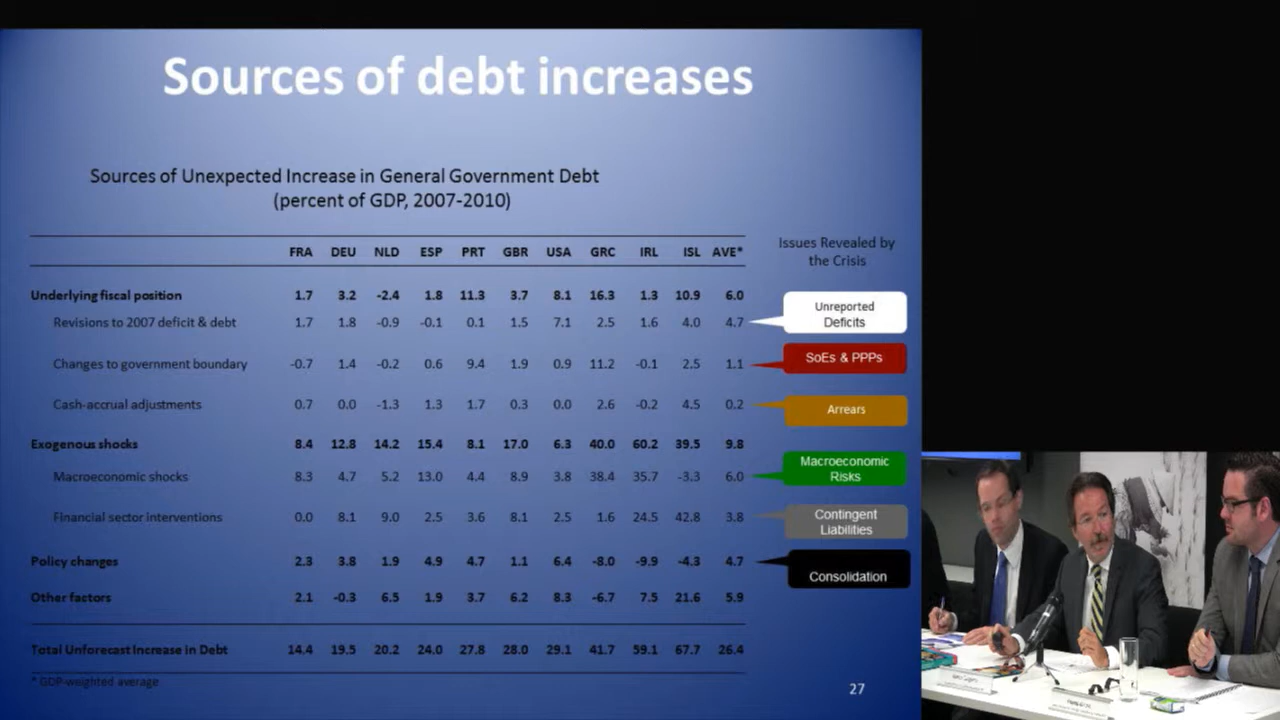 Sources of debt increases
Sources of Unexpected Increase in General Government Debt
(percent of GDP, 2007-2010)
FRA DEU NLD ESP PRT GBR USA GRC IRL ISL AVE*
Underlying fiscal position 1.7 3.2 -2.4 1.8 11.3 3.7 8.1 16.3 1.3 10.9 6.0
Revisions to 2007 deficit & debt 1.7 1.8 -0.9 -0.1 0.1 1.5 7.1 2.5 1.6 4.0 4.7
Changes to government boundary -0.7 1.4 -0.2 0.6 9.4 1.9 0.9 11.2 -0.1 2.5 1.1
Cash-accrual adjustments 0.7 0.0 -1.3 1.3 1.7 0.3 0.0 2.6 -0.2 4.5 0.2
Exogenous shocks 8.4 12.8 14.2 15.4 8.1 17.0 6.3 40.0 60.2 39.5 9.8
Macroeconomic shocks 8.3 4.7 5.2 13.0 4.4 8.9 3.8 38.4 35.7 -3.3 6.0
Financial sector interventions 0.0 8.1 9.0 2.5 3.6 8.1 2.5 1.6 24.5 42.8 3.8
Policy changes 2.3 3.8 1.9 4.9 4.7 1.1 6.4 -8.0 -9.9 -4.3 4.7
Other factors 2.1 -0.3 6.5 1.9 3.7 6.2 8.3 -6.7 7.5 21.6 5.9
Total Unforecast Increase in Debt 14.4 19.5 20.2 24.0 27.8 28.0 29.1 41.7 59.1 67.7 26.4
* GDP-weighted average
Issues Revealed by
the Crisis
Unreported
Deficits
SoEs & PPPs
Arrears
Macroeconomic
Risks
Contingent
Liabilities
Consolidation
27